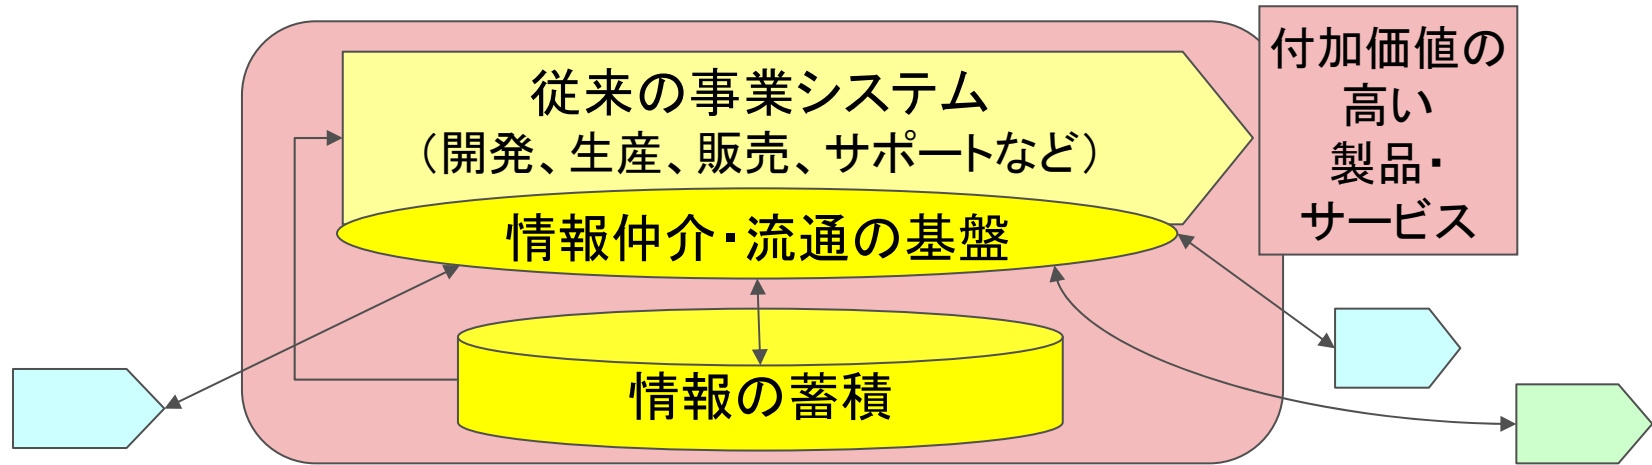 従来の事業システム
（開発、生産、販売、サポートなど）
情報仲介・流通の基盤
情報の蓄積
付加価値の
高い
製品・
サービス